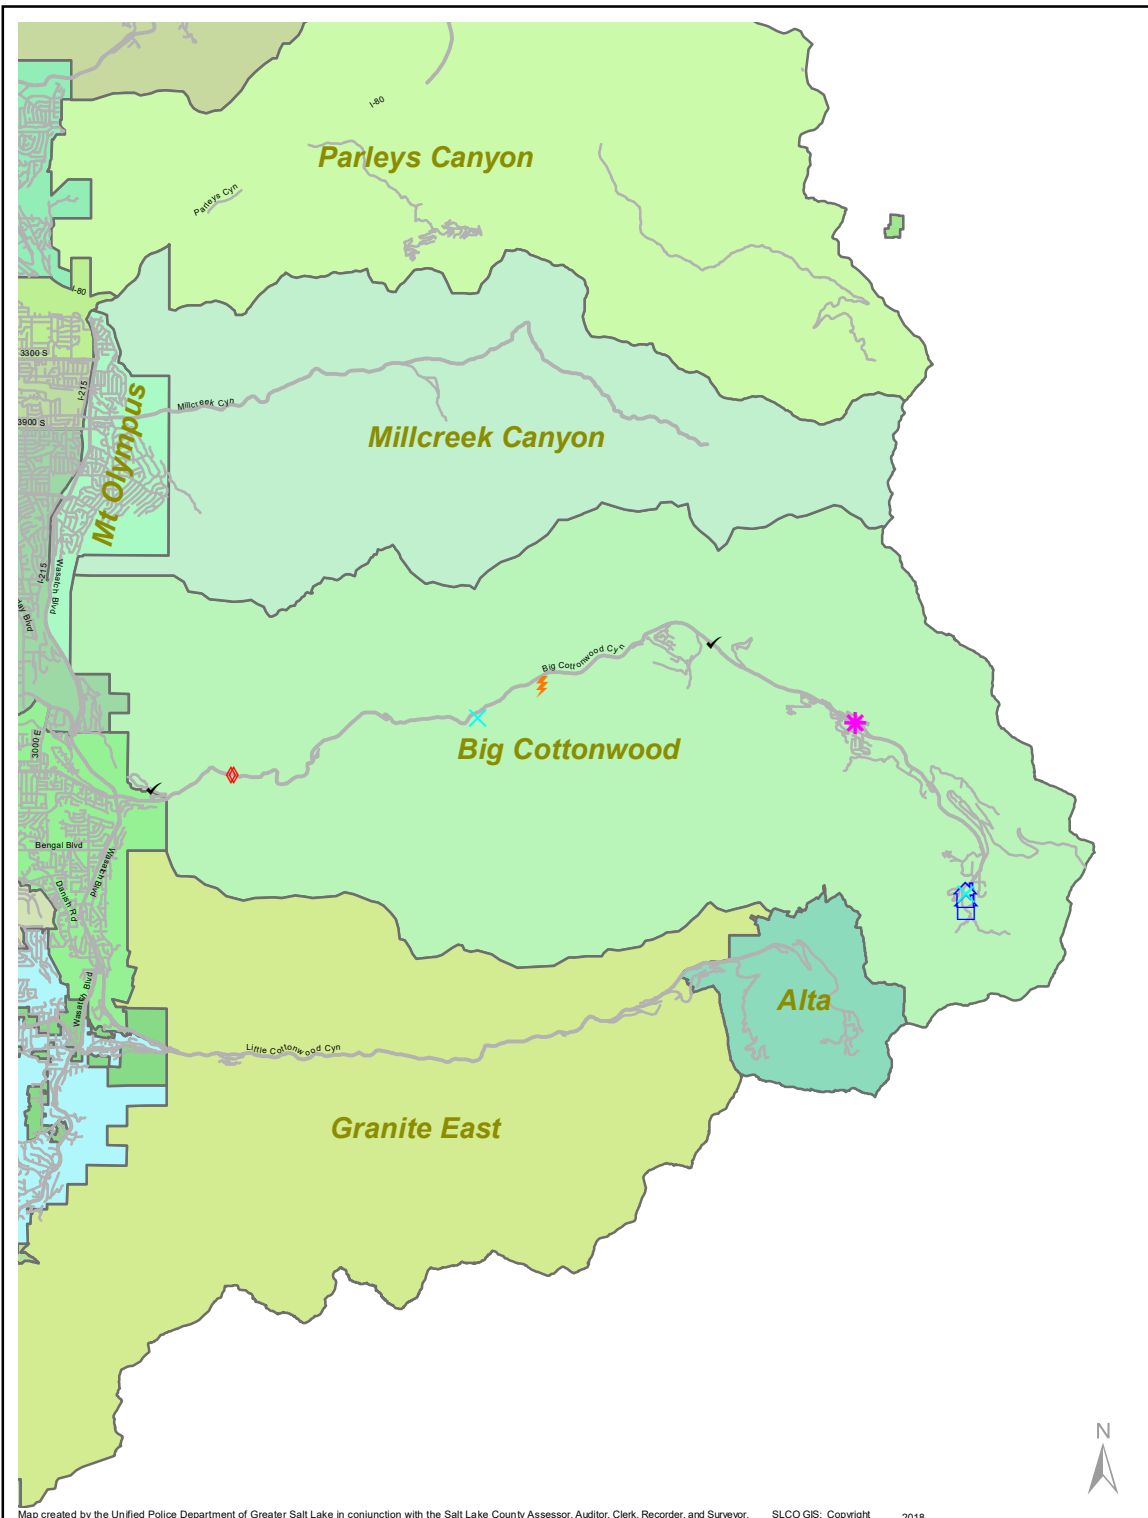 I-80
Parleys Canyon
Parleys Cyn
I-80
3300 S
I-215
Millcreek Cyn
3900 S
Mt Olympus
Millcreek Canyon
I-215
Wasatch Blvd
ay Blvd
Big Cottonwood Cyn
3000 E
Big Cottonwood
Bengal Blvd
Wasatch Blvd
Danish Rd
Wasatch Blvd
Alta
Little Cottonwood Cyn
Granite East
N
Map created by the Unified Police Department of Greater Salt Lake in conjunction with the Salt Lake County Assessor, Auditor, Clerk, Recorder, and Surveyor. SLCO GIS: Copyright 2018